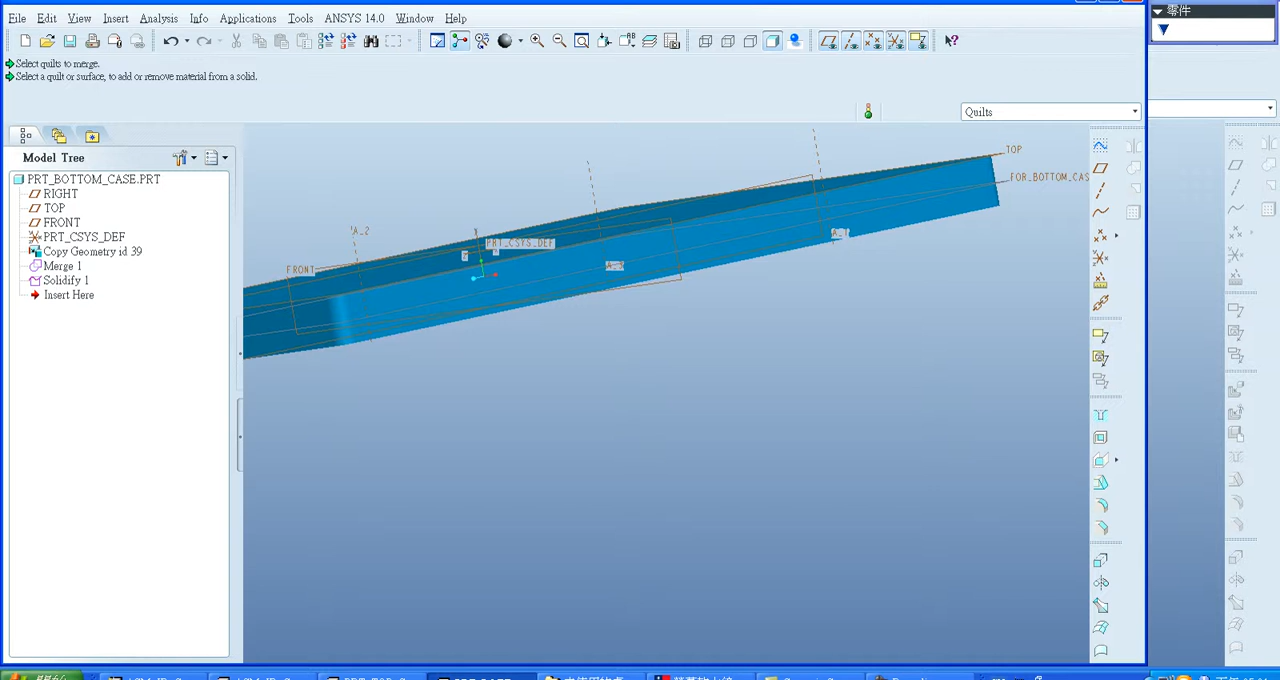 零件
File Edit View Insert Analysis Info Applications Tools ANSYS 14.0 Window Help
Select quilts to merge.
Select a quilt or surface, to add or remove material from a solid.
Quilts
Model Tree
PRT_BOTTOM_CASE.PRT
RIGHT
TOP
FRONT
PRT_CSYS_DEF
Copy Geometry id 39
Merge 1
Solidify 1
Insert Here
TOP
FOR_BOTTOM_CAS
A_2
PRT_CSYS_DEF
FRONT